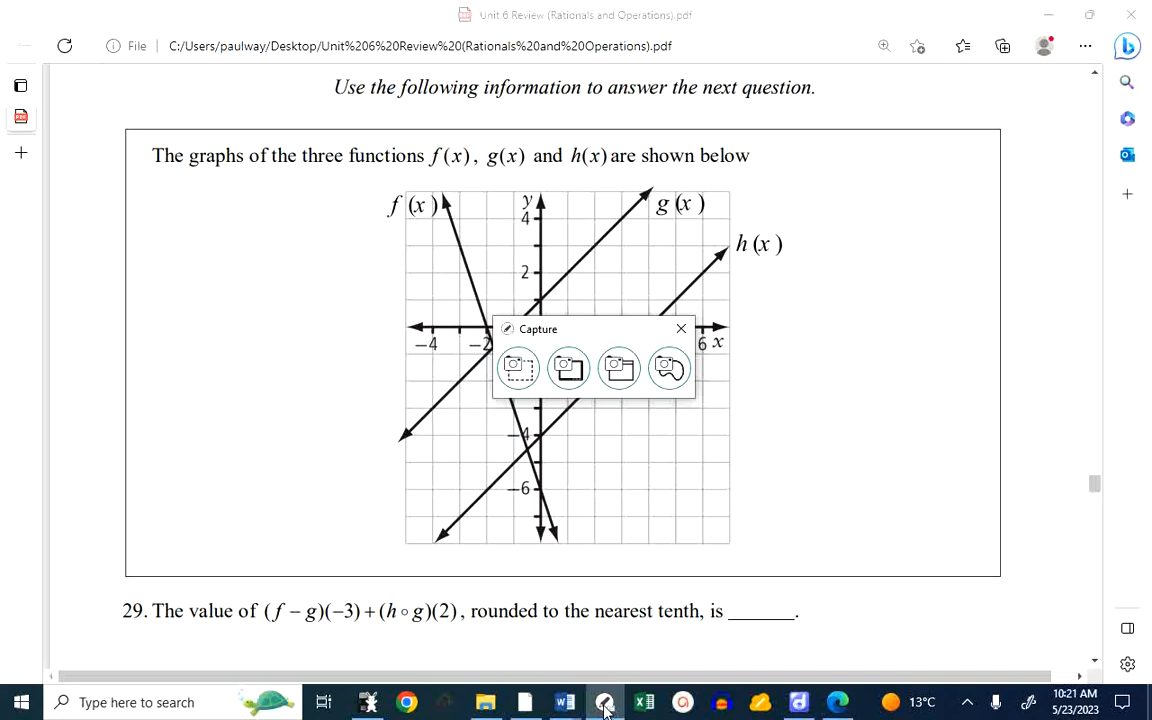 Unit 6 Review (Rationals and Operations).pdf
File | C:/Users/paulway/Desktop/Unit%206%20Review%20(Rationals%20and%20Operations).pdf
Use the following information to answer the next question.
The graphs of the three functions f(x), g(x) and h(x) are shown below
f(x) y g(x)
4
h(x)
2
Capture
-4 -2 6 x
-4
-6
29. The value of (f − g)(−3) + (h ∘ g)(2), rounded to the nearest tenth, is ______.
Type here to search
13°C
10:21 AM
5/23/2023